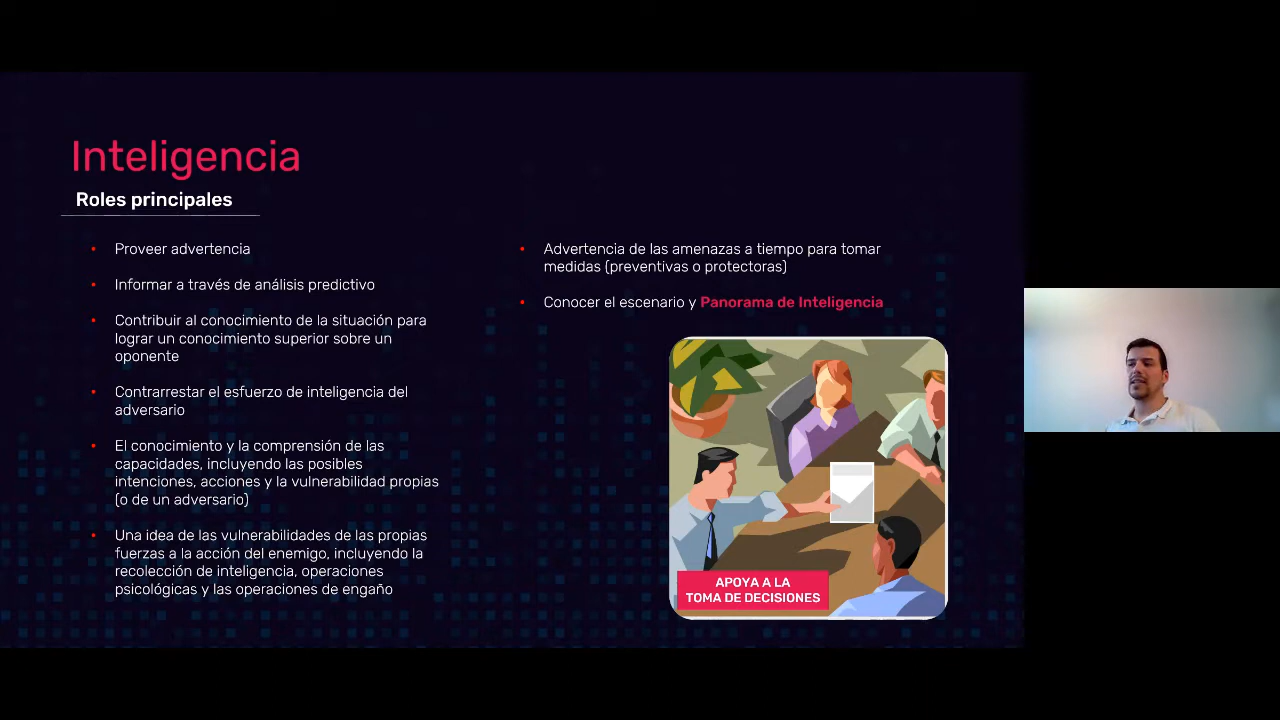 Inteligencia
Roles principales
• Proveer advertencia
• Informar a través de análisis predictivo
• Contribuir al conocimiento de la situación para
lograr un conocimiento superior sobre un
oponente
• Contrarrestar el esfuerzo de inteligencia del
adversario
• El conocimiento y la comprensión de las
capacidades, incluyendo las posibles
intenciones, acciones y la vulnerabilidad propias
(o de un adversario)
• Una idea de las vulnerabilidades de las propias
fuerzas a la acción del enemigo, incluyendo la
recolección de inteligencia, operaciones
psicológicas y las operaciones de engaño
• Advertencia de las amenazas a tiempo para tomar
medidas (preventivas o protectoras)
• Conocer el escenario y Panorama de Inteligencia
APOYA A LA
TOMA DE DECISIONES